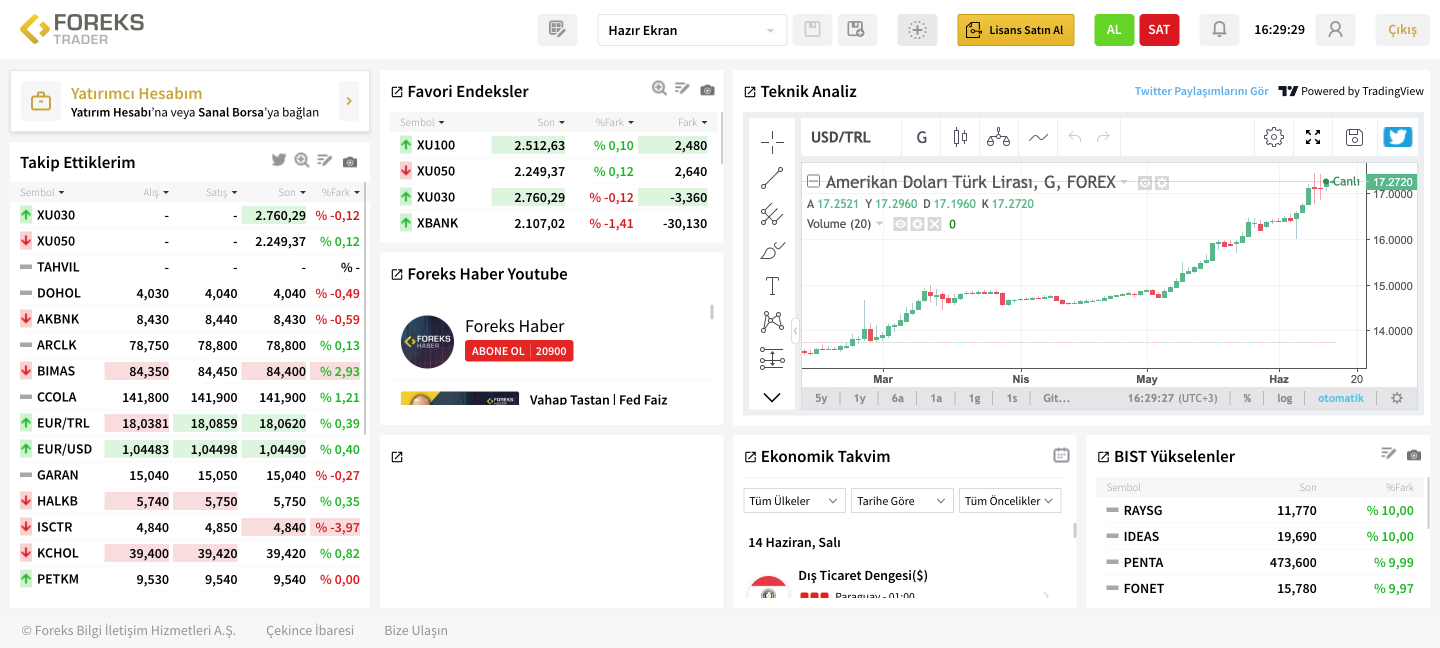 FOREKS
TRADER
Hazır Ekran
Lisans Satın Al
AL
SAT
16:29:29
Çıkış
Yatırımcı Hesabım
Yatırım Hesabı'na veya Sanal Borsa'ya bağlan
Takip Ettiklerim
Sembol Alış Satış Son %Fark
XU030 - - 2.760,29 % -0,12
XU050 - - 2.249,37 % 0,12
TAHVIL - - - % -
DOHOL 4,030 4,040 4,040 % -0,49
AKBNK 8,430 8,440 8,430 % -0,59
ARCLK 78,750 78,800 78,800 % 0,13
BIMAS 84,350 84,450 84,400 % 2,93
CCOLA 141,800 141,900 141,900 % 1,21
EUR/TRL 18,0381 18,0859 18,0620 % 0,39
EUR/USD 1,04483 1,04498 1,04490 % 0,40
GARAN 15,040 15,050 15,040 % -0,27
HALKB 5,740 5,750 5,750 % 0,35
ISCTR 4,840 4,850 4,840 % -3,97
KCHOL 39,400 39,420 39,420 % 0,82
PETKM 9,530 9,540 9,540 % 0,00
Favori Endeksler
Sembol Son %Fark Fark
XU100 2.512,63 % 0,10 2,480
XU050 2.249,37 % 0,12 2,640
XU030 2.760,29 % -0,12 -3,360
XBANK 2.107,02 % -1,41 -30,130
Foreks Haber Youtube
FOREKS
HABER
Foreks Haber
ABONE OL 20900
FOREKS
Vahap Tastan | Fed Faiz
Teknik Analiz
Twitter Paylaşımlarını Gör
Powered by TradingView
USD/TRL G
Amerikan Doları Türk Lirası, G, FOREX
Canlı
17.2720
A 17.2521 Y 17.2960 D 17.1960 K 17.2720
Volume (20) 0
17.0000
16.0000
15.0000
14.0000
Mar Nis May Haz 20
5y 1y 6a 1a 1g 1s Git... 16:29:27 (UTC+3) % log otomatik
Ekonomik Takvim
Tüm Ülkeler Tarihe Göre Tüm Öncelikler
14 Haziran, Salı
Dış Ticaret Dengesi($)
Paraguay - 01:00
BIST Yükselenler
Sembol Son %Fark
RAYSG 11,770 % 10,00
IDEAS 19,690 % 10,00
PENTA 473,600 % 9,99
FONET 15,780 % 9,97
© Foreks Bilgi İletişim Hizmetleri A.Ş. Çekince İbaresi Bize Ulaşın